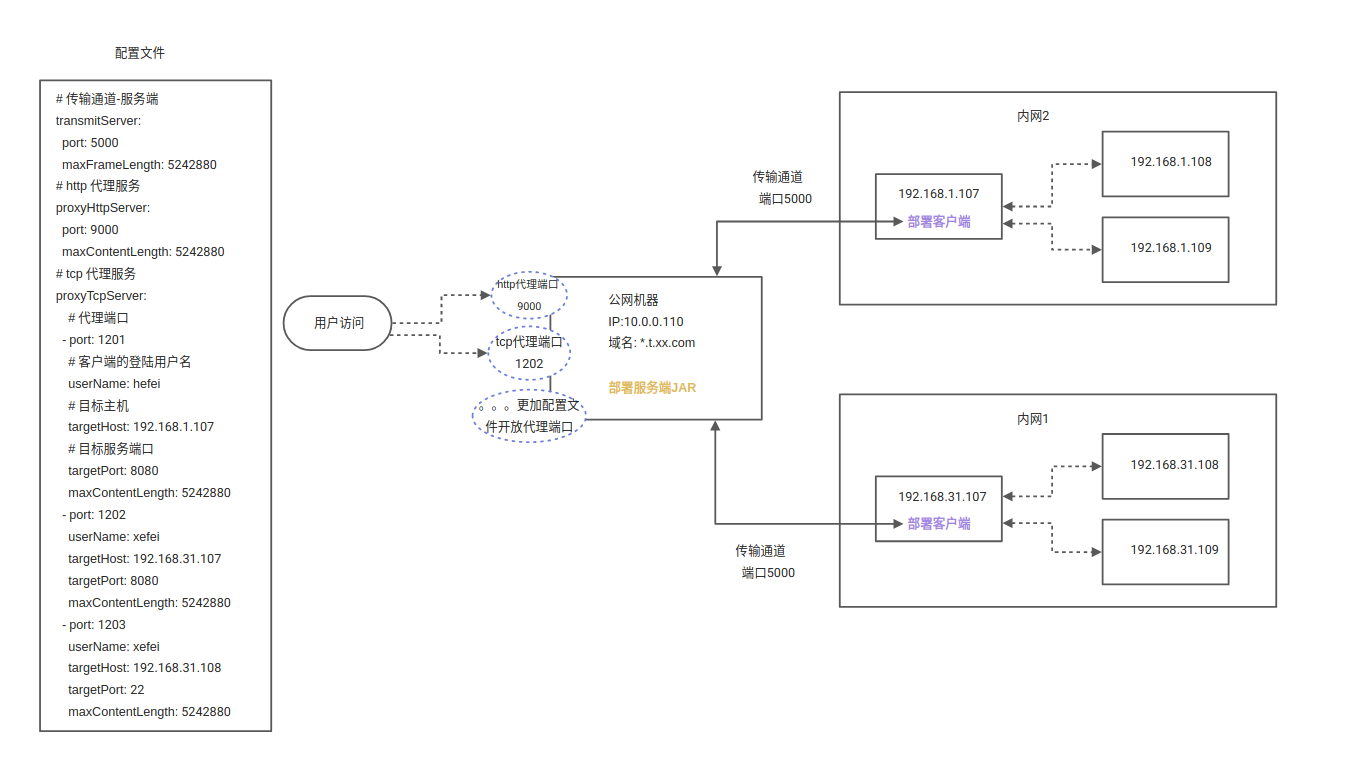 配置文件
# 传输通道-服务端
transmitServer:
port: 5000
maxFrameLength: 5242880
# http 代理服务
proxyHttpServer:
port: 9000
maxContentLength: 5242880
# tcp 代理服务
proxyTcpServer:
# 代理端口
- port: 1201
# 客户端的登陆用户名
userName: hefei
# 目标主机
targetHost: 192.168.1.107
# 目标服务端口
targetPort: 8080
maxContentLength: 5242880
- port: 1202
userName: xefei
targetHost: 192.168.31.107
targetPort: 8080
maxContentLength: 5242880
- port: 1203
userName: xefei
targetHost: 192.168.31.108
targetPort: 22
maxContentLength: 5242880
用户访问
http代理端口
9000
tcp代理端口
1202
。。。更加配置文
件开放代理端口
公网机器
IP:10.0.0.110
域名: *.t.xx.com
部署服务端JAR
传输通道
端口5000
内网2
192.168.1.107
部署客户端
192.168.1.108
192.168.1.109
传输通道
端口5000
内网1
192.168.31.107
部署客户端
192.168.31.108
192.168.31.109